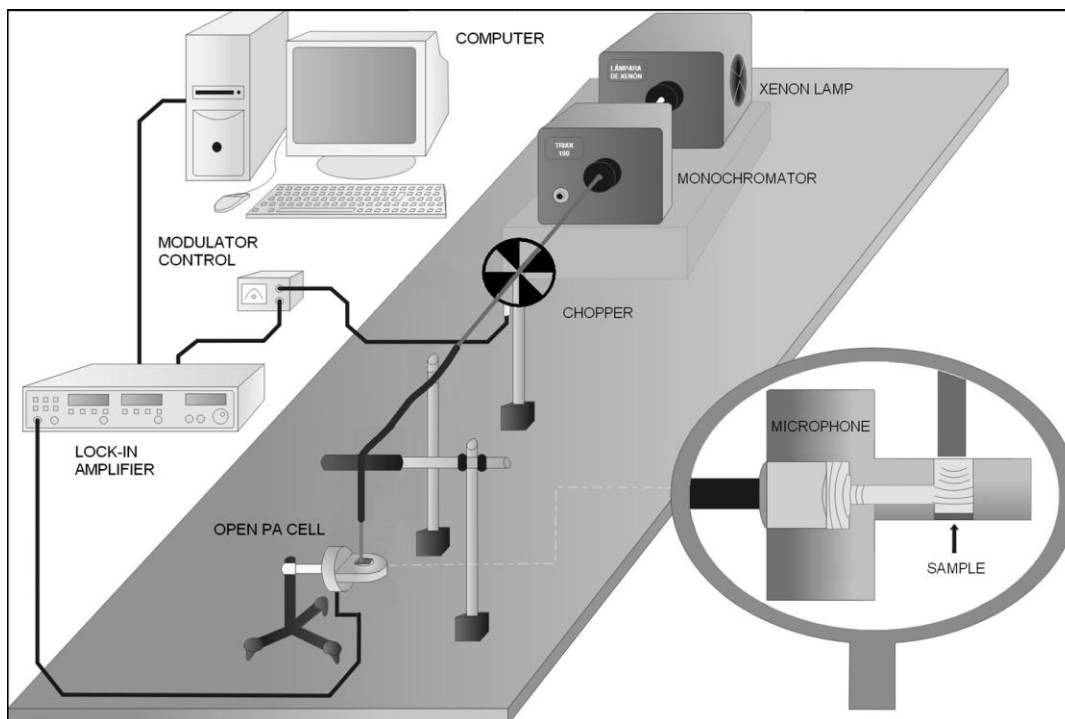 COMPUTER
LÁMPARA
DE XENÓN
XENON LAMP
TRIAX
190
MONOCHROMATOR
MODULATOR
CONTROL
CHOPPER
LOCK-IN
AMPLIFIER
MICROPHONE
OPEN PA CELL
SAMPLE